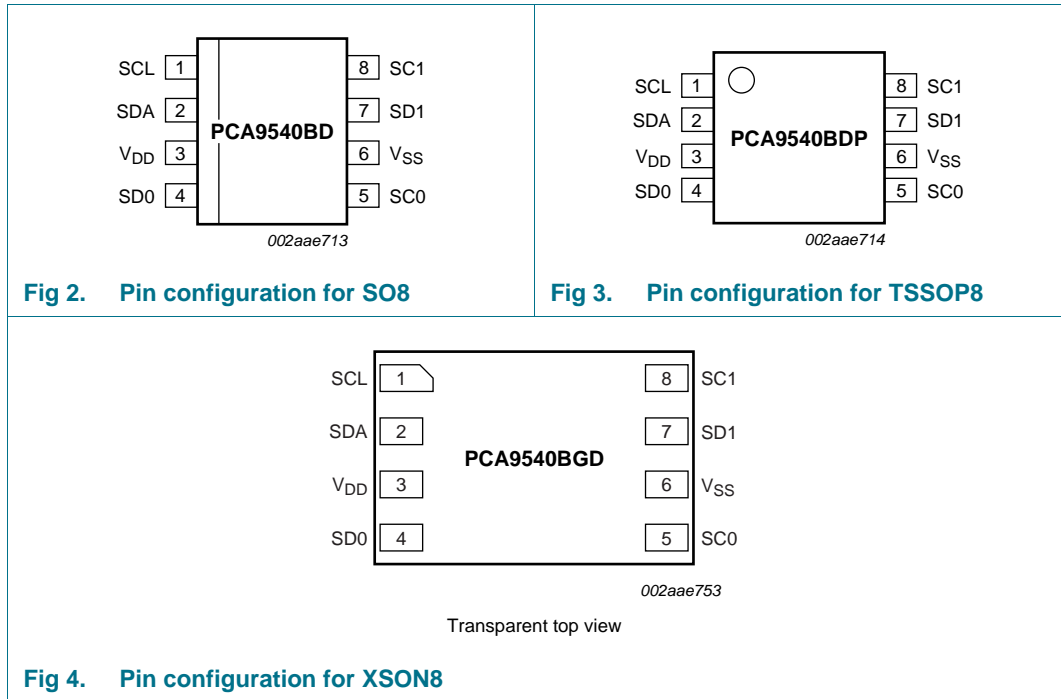 SCL 1 8 SC1
SDA 2 7 SD1
PCA9540BD
VDD 3 6 VSS
SD0 4 5 SC0
002aae713
Fig 2. Pin configuration for SO8
SCL 1 8 SC1
SDA 2 7 SD1
PCA9540BDP
VDD 3 6 VSS
SD0 4 5 SC0
002aae714
Fig 3. Pin configuration for TSSOP8
SCL 1 8 SC1
SDA 2 7 SD1
PCA9540BGD
VDD 3 6 VSS
SD0 4 5 SC0
002aae753
Transparent top view
Fig 4. Pin configuration for XSON8